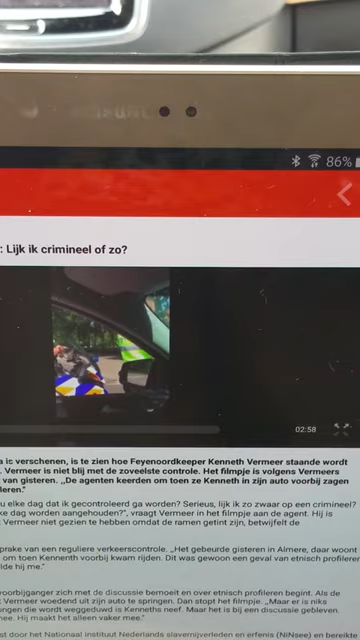 SAMSUNG
86%
: Lijk ik crimineel of zo?
02:58
a is verschenen, is te zien hoe Feyenoordkeeper Kenneth Vermeer staande wordt
. Vermeer is niet blij met de zoveelste controle. Het filmpje is volgens Vermeers
van gisteren. „De agenten keerden om toen ze Kenneth in zijn auto voorbij zagen
leren."
u elke dag dat ik gecontroleerd ga worden? Serieus, lijk ik zo zwaar op een crimineel?
ke dag worden aangehouden?", vraagt Vermeer in het filmpje aan de agent. Hij is
Vermeer niet gezien te hebben omdat de ramen getint zijn, betwijfelt de
prake van een reguliere verkeerscontrole. „Het gebeurde gisteren in Almere, daar woont
om toen Kennenth voorbij kwam rijden. Dit was gewoon een geval van etnisch profileren
lde hij me."
voorbijganger zich met de discussie bemoeit en over etnisch profileren begint. Als de
Vermeer woedend uit zijn auto te springen. Dan stopt het filmpje. „Maar er is niks
ongen die wordt weggeduwd is Kenneths neef. Maar het is bij een discussie gebleven.
mee. Hij maakt het alleen vaker mee."
st door het Nationaal Instituut Nederlands slavernijverleden en erfenis (NiNsee) en bereikte